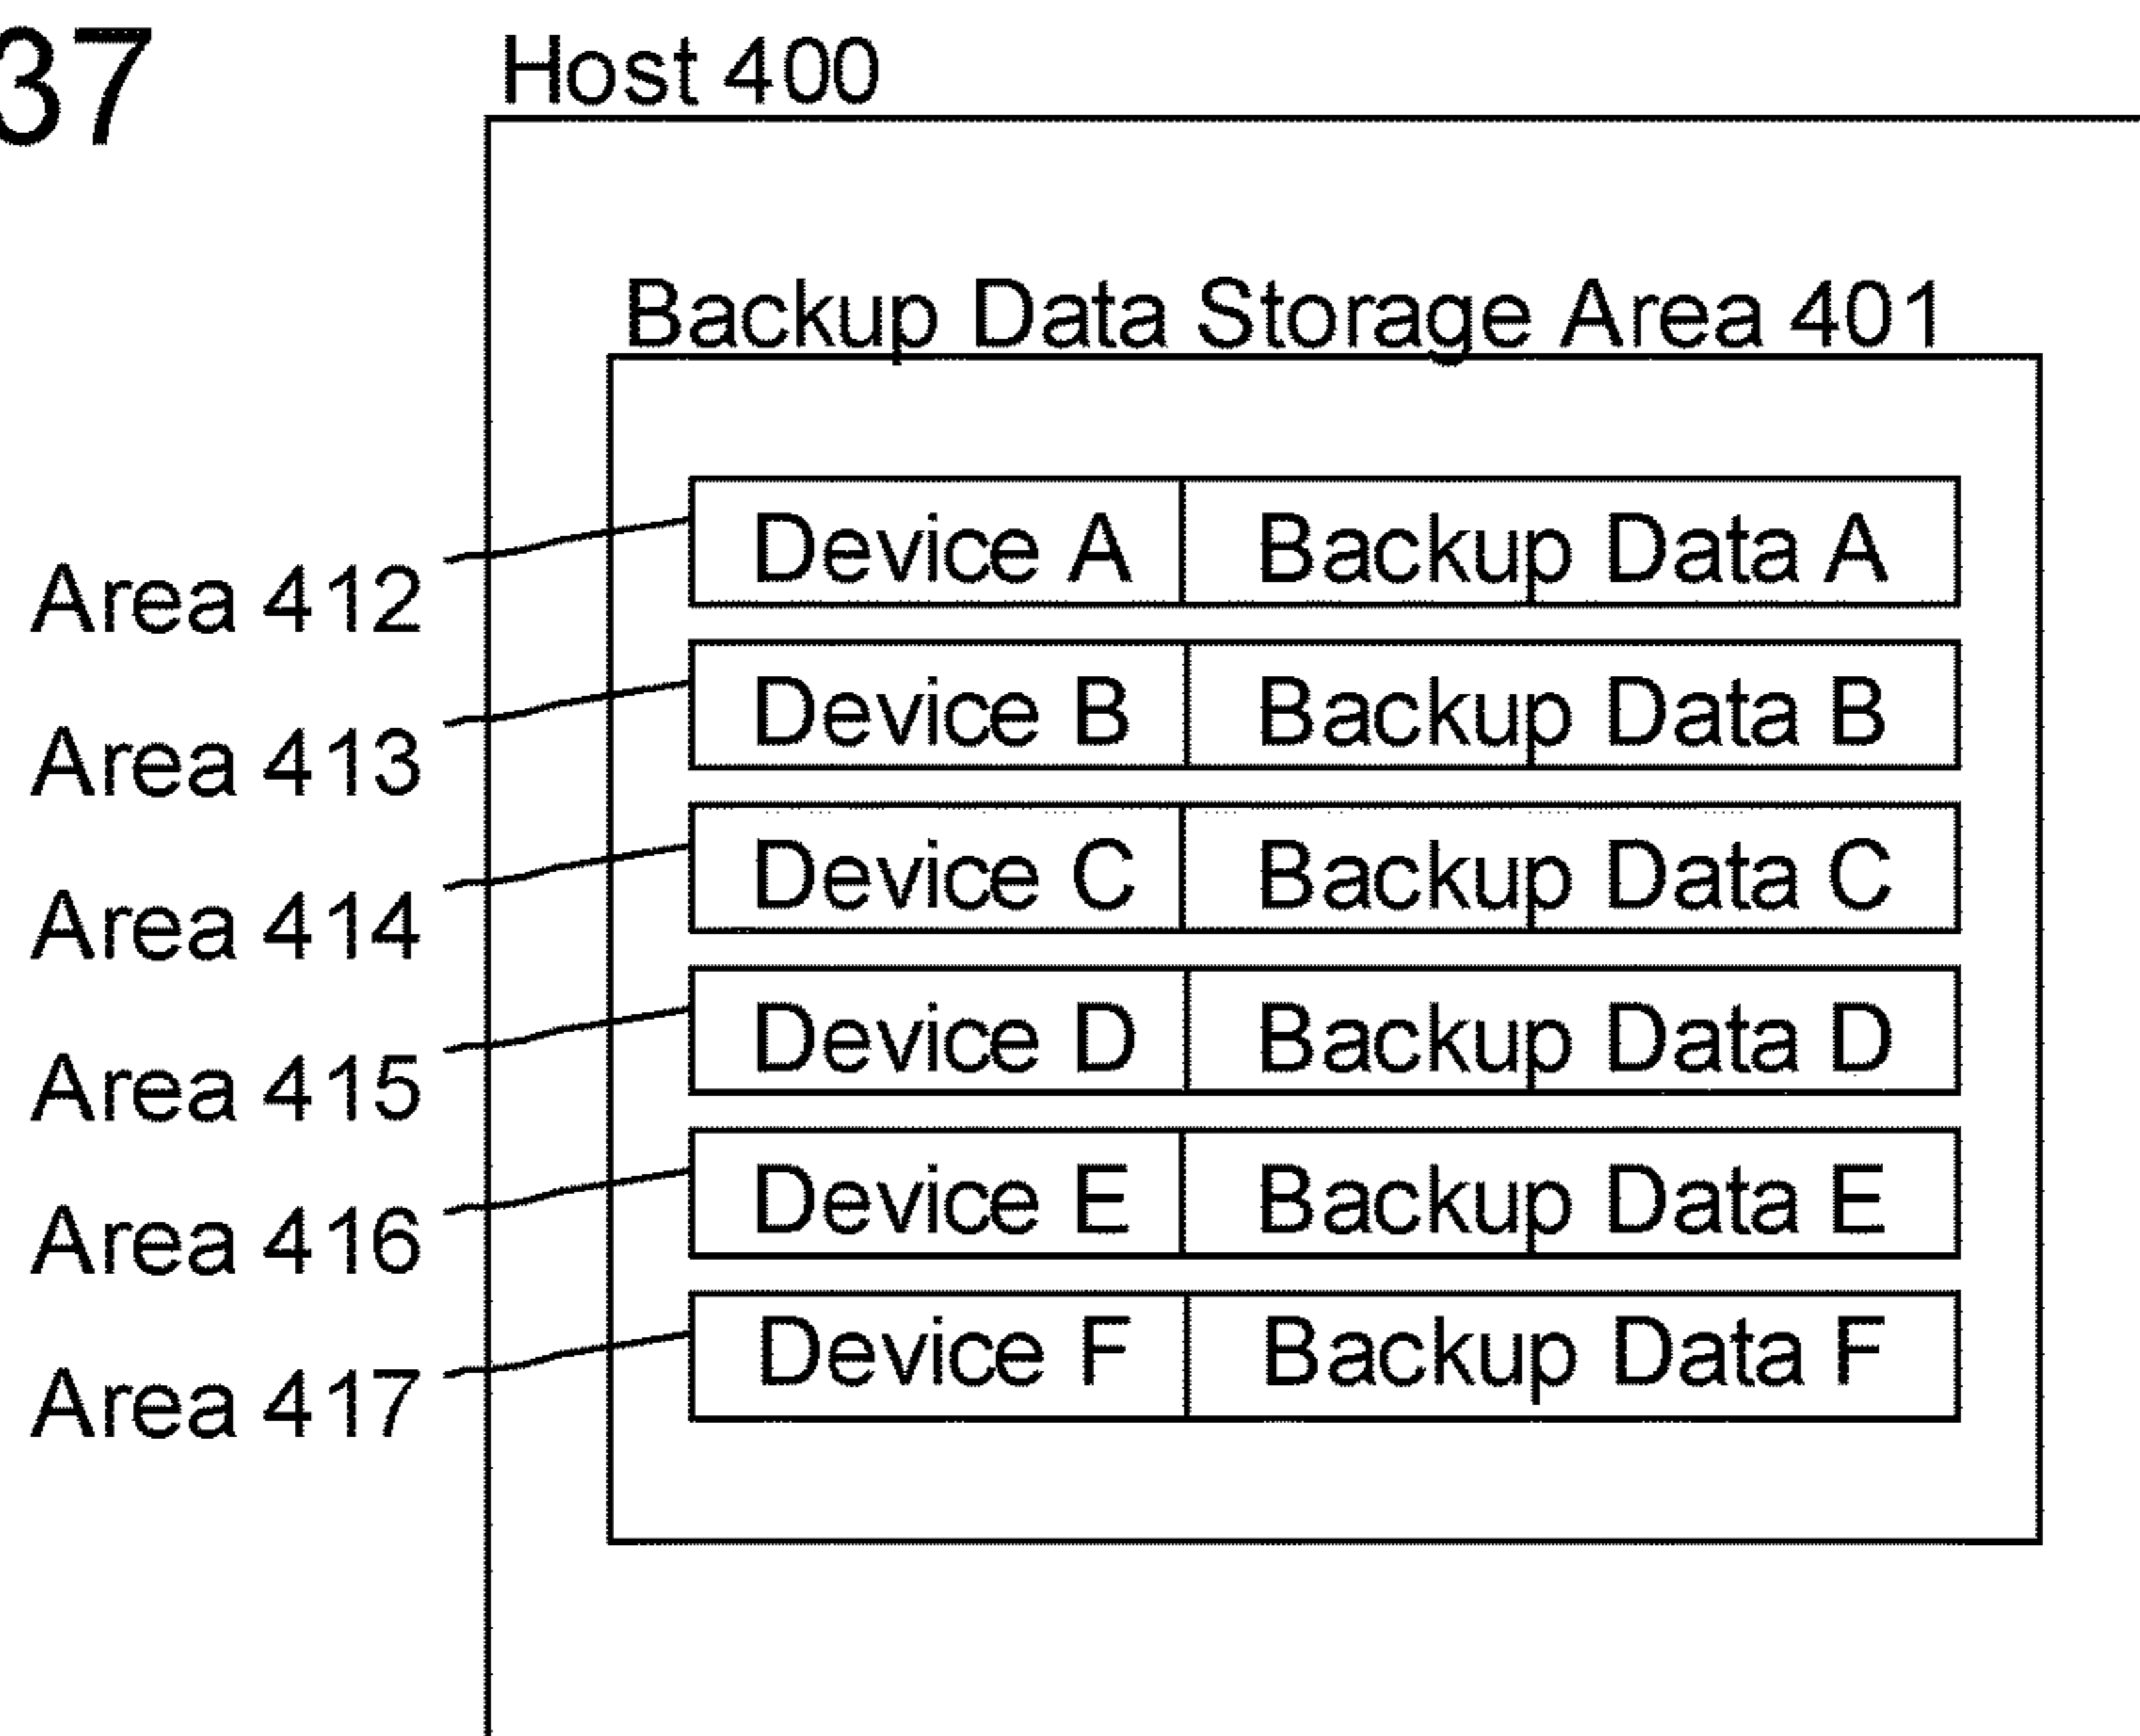 37
Host 400
Backup Data Storage Area 401
Area 412 Device A Backup Data A
Area 413 Device B Backup Data B
Area 414 Device C Backup Data C
Area 415 Device D Backup Data D
Area 416 Device E Backup Data E
Area 417 Device F Backup Data F